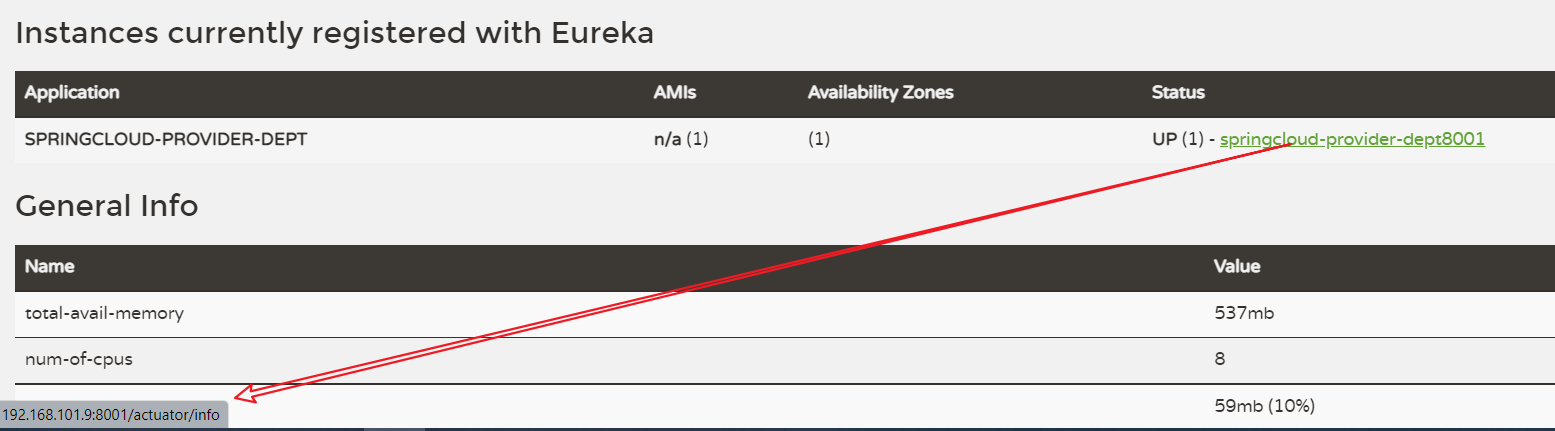 Instances currently registered with Eureka
Application AMIs Availability Zones Status
SPRINGCLOUD-PROVIDER-DEPT n/a (1) (1) UP (1) - springcloud-provider-dept8001
General Info
Name Value
total-avail-memory 537mb
num-of-cpus 8
59mb (10%)
192.168.101.9:8001/actuator/info